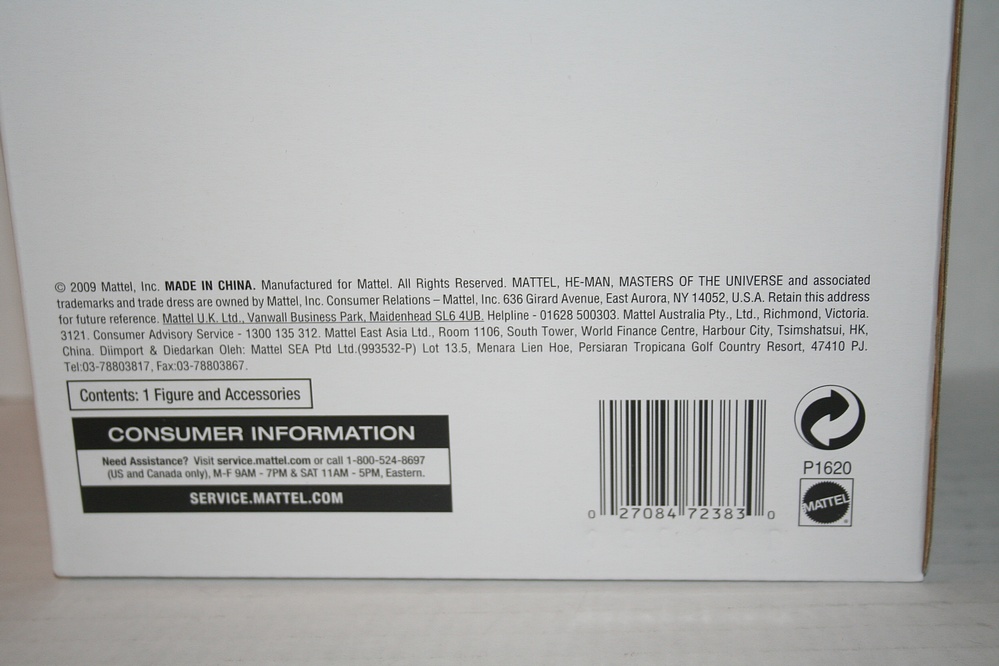 © 2009 Mattel, Inc. MADE IN CHINA. Manufactured for Mattel. All Rights Reserved. MATTEL, HE-MAN, MASTERS OF THE UNIVERSE and associated
trademarks and trade dress are owned by Mattel, Inc. Consumer Relations – Mattel, Inc. 636 Girard Avenue, East Aurora, NY 14052, U.S.A. Retain this address
for future reference. Mattel U.K. Ltd., Vanwall Business Park, Maidenhead SL6 4UB. Helpline - 01628 500303. Mattel Australia Pty., Ltd., Richmond, Victoria.
3121. Consumer Advisory Service - 1300 135 312. Mattel East Asia Ltd., Room 1106, South Tower, World Finance Centre, Harbour City, Tsimshatsui, HK,
China. Diimport & Diedarkan Oleh: Mattel SEA Ptd Ltd.(993532-P) Lot 13.5, Menara Lien Hoe, Persiaran Tropicana Golf Country Resort, 47410 PJ.
Tel:03-78803817, Fax:03-78803867.
Contents: 1 Figure and Accessories
CONSUMER INFORMATION
Need Assistance? Visit service.mattel.com or call 1-800-524-8697
(US and Canada only), M-F 9AM - 7PM & SAT 11AM - 5PM, Eastern.
SERVICE.MATTEL.COM
0 27084 72383 0
P1620
MATTEL